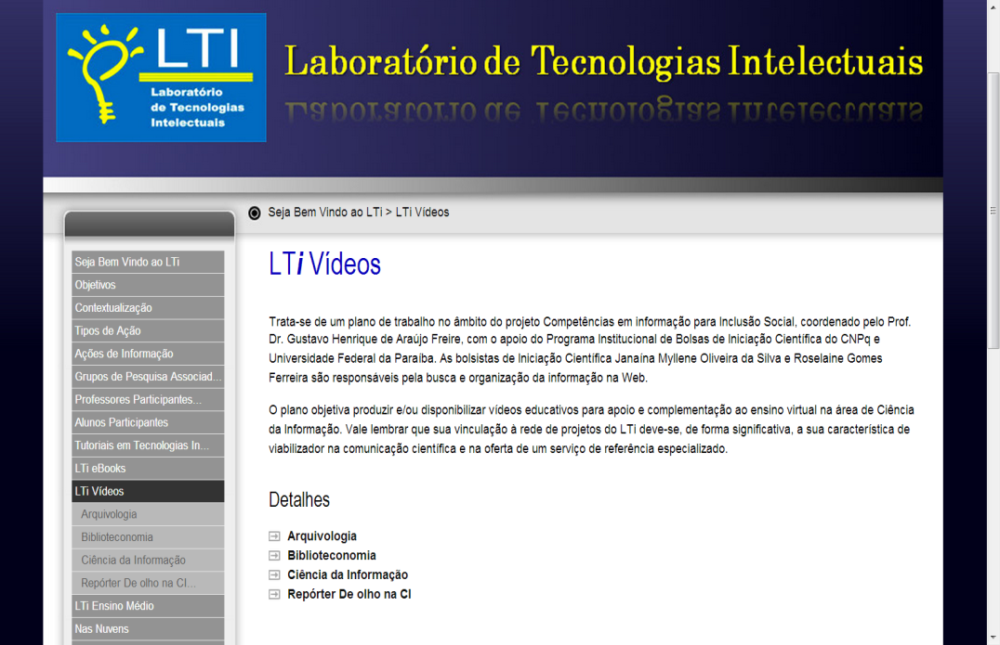 LTI
Laboratório
de Tecnologias
Intelectuais
Laboratório de Tecnologias Intelectuais
Seja Bem Vindo ao LTi > LTi Vídeos
Seja Bem Vindo ao LTi
Objetivos
Contextualização
Tipos de Ação
Ações de Informação
Grupos de Pesquisa Associad...
Professores Participantes...
Alunos Participantes
Tutoriais em Tecnologias In...
LTi eBooks
LTi Vídeos
Arquivologia
Biblioteconomia
Ciência da Informação
Repórter De olho na CI...
LTi Ensino Médio
Nas Nuvens
LTi Vídeos
Trata-se de um plano de trabalho no âmbito do projeto Competências em informação para Inclusão Social, coordenado pelo Prof.
Dr. Gustavo Henrique de Araújo Freire, com o apoio do Programa Institucional de Bolsas de Iniciação Científica do CNPq e
Universidade Federal da Paraíba. As bolsistas de Iniciação Científica Janaína Myllene Oliveira da Silva e Roselaine Gomes
Ferreira são responsáveis pela busca e organização da informação na Web.
O plano objetiva produzir e/ou disponibilizar vídeos educativos para apoio e complementação ao ensino virtual na área de Ciência
da Informação. Vale lembrar que sua vinculação à rede de projetos do LTi deve-se, de forma significativa, a sua característica de
viabilizador na comunicação científica e na oferta de um serviço de referência especializado.
Detalhes
Arquivologia
Biblioteconomia
Ciência da Informação
Repórter De olho na CI